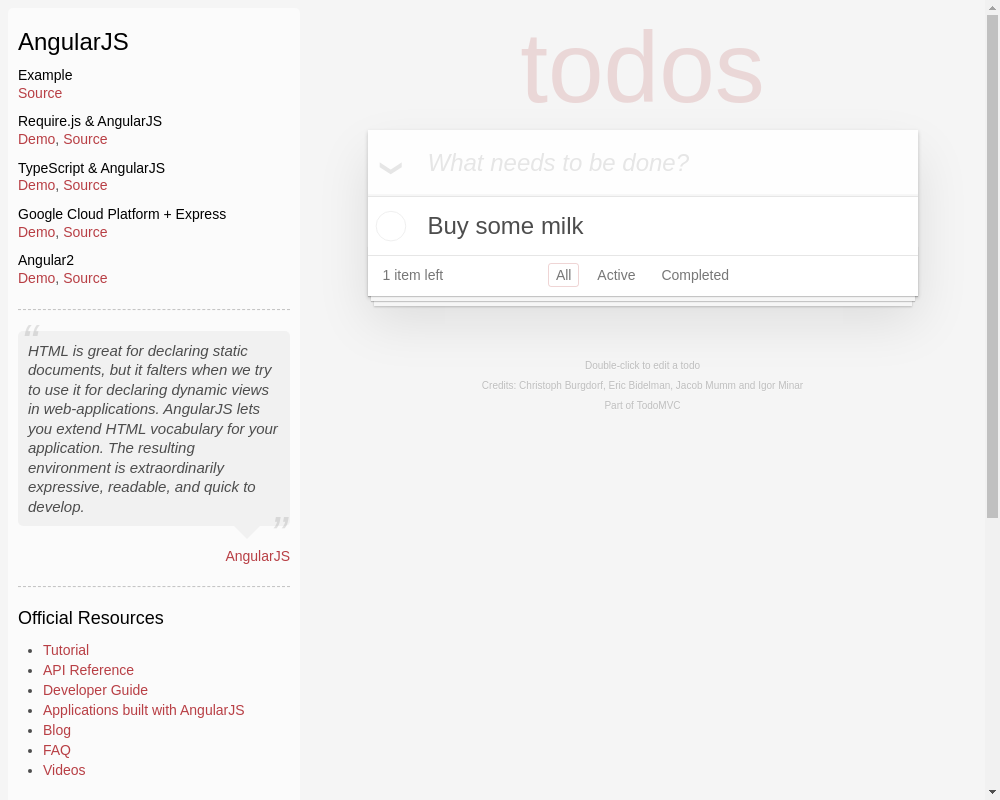 AngularJS
Example
Source
Require.js & AngularJS
Demo, Source
TypeScript & AngularJS
Demo, Source
Google Cloud Platform + Express
Demo, Source
Angular2
Demo, Source
“
HTML is great for declaring static
documents, but it falters when we try
to use it for declaring dynamic views
in web-applications. AngularJS lets
you extend HTML vocabulary for your
application. The resulting
environment is extraordinarily
expressive, readable, and quick to
develop.
”
AngularJS
Official Resources
Tutorial
API Reference
Developer Guide
Applications built with AngularJS
Blog
FAQ
Videos
todos
What needs to be done?
Buy some milk
1 item left All Active Completed
Double-click to edit a todo
Credits: Christoph Burgdorf, Eric Bidelman, Jacob Mumm and Igor Minar
Part of TodoMVC